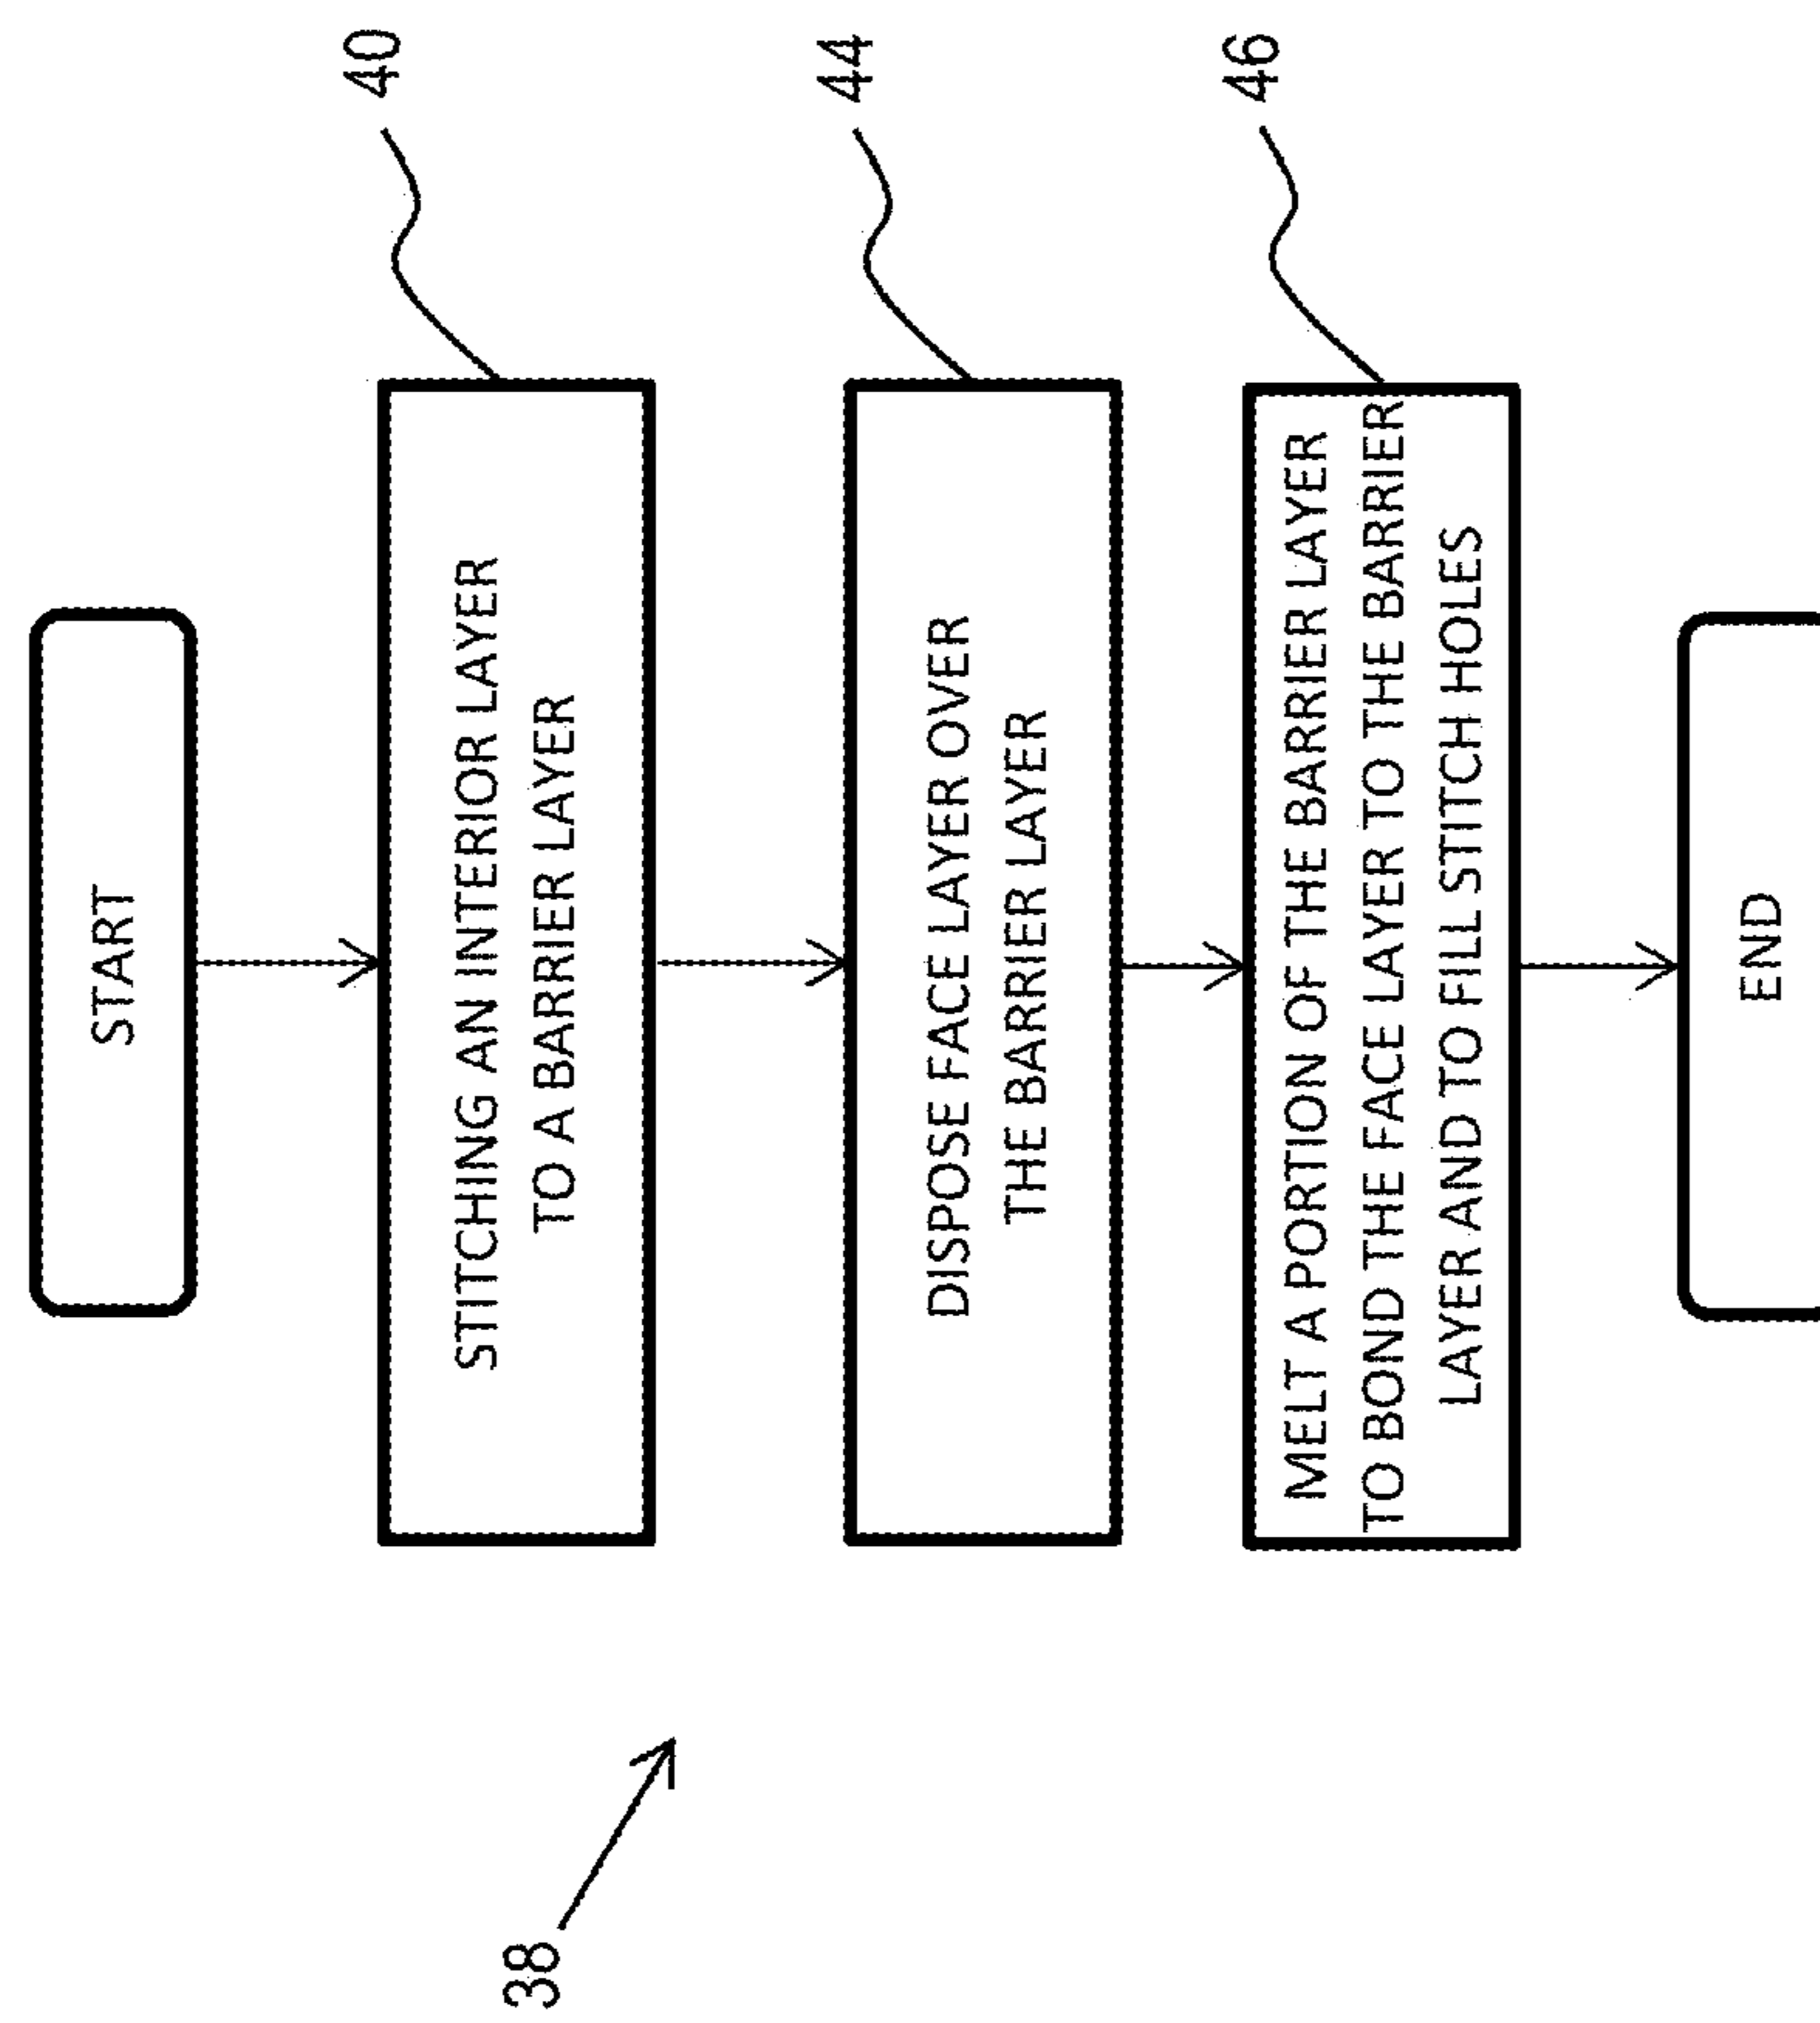 START
STITCHING AN INTERIOR LAYER
TO A BARRIER LAYER
40
DISPOSE FACE LAYER OVER
THE BARRIER LAYER
44
MELT A PORTION OF THE BARRIER LAYER
TO BOND THE FACE LAYER TO THE BARRIER
LAYER AND TO FILL STITCH HOLES
46
END
38